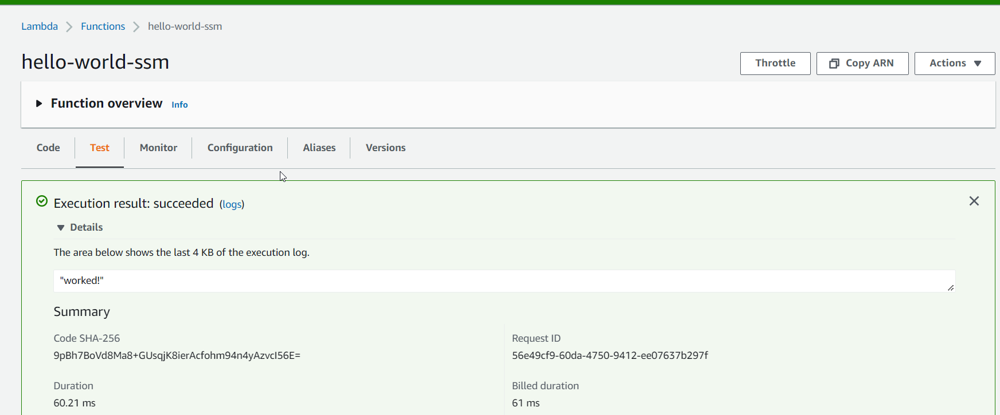 Lambda > Functions > hello-world-ssm
hello-world-ssm
Throttle Copy ARN Actions
Function overview Info
Code Test Monitor Configuration Aliases Versions
Execution result: succeeded (logs)
Details
The area below shows the last 4 KB of the execution log.
"worked!"
Summary
Code SHA-256
9pBh7BoVd8Ma8+GUsqjK8ierAcfohm94n4yAzvcI56E=
Request ID
56e49cf9-60da-4750-9412-ee07637b297f
Duration
60.21 ms
Billed duration
61 ms